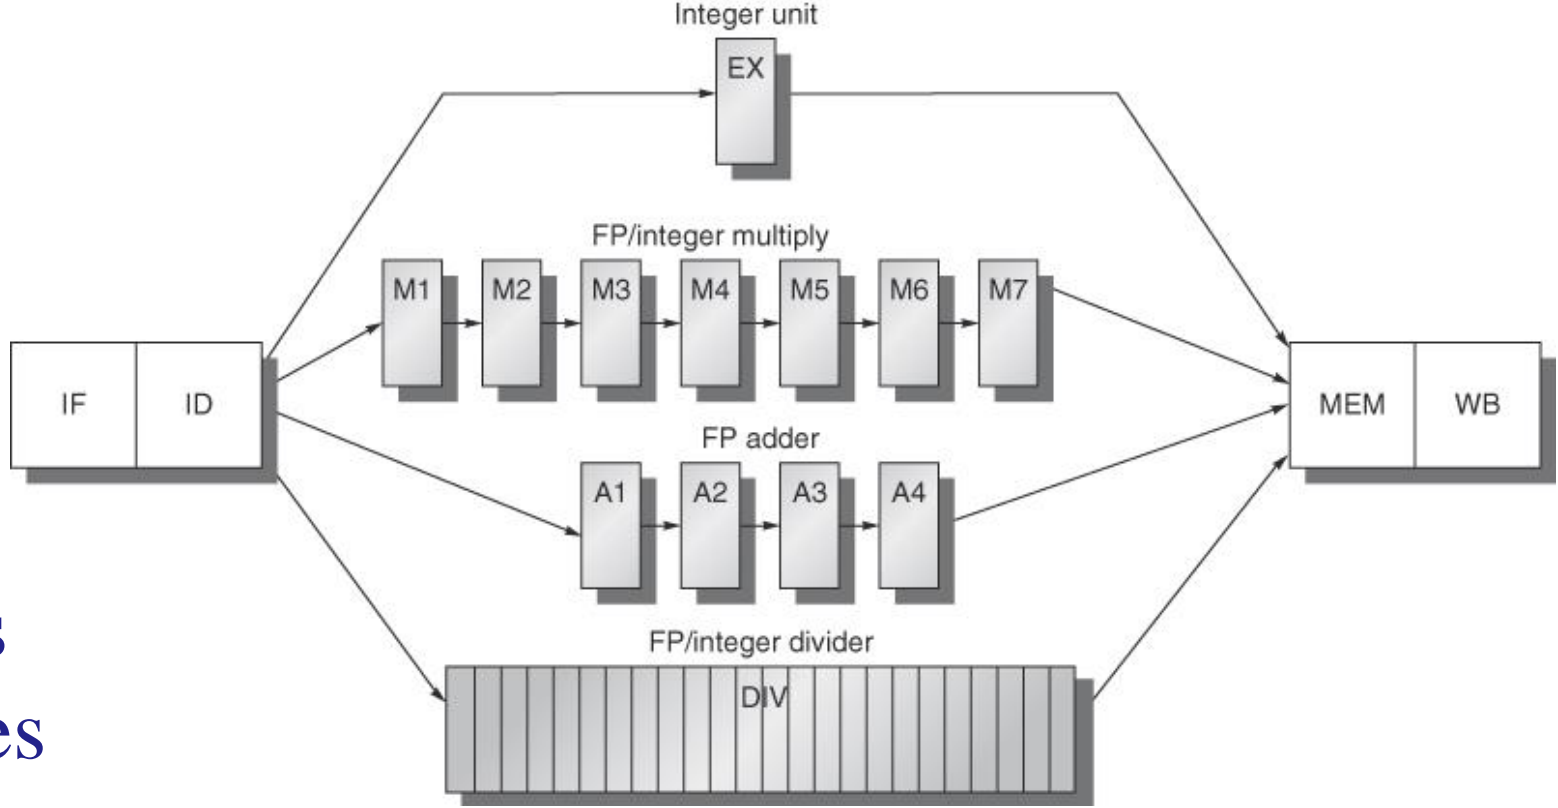 Integer unit
EX
FP/integer multiply
M1 M2 M3 M4 M5 M6 M7
IF ID
MEM WB
FP adder
A1 A2 A3 A4
s
FP/integer divider
DIV
es